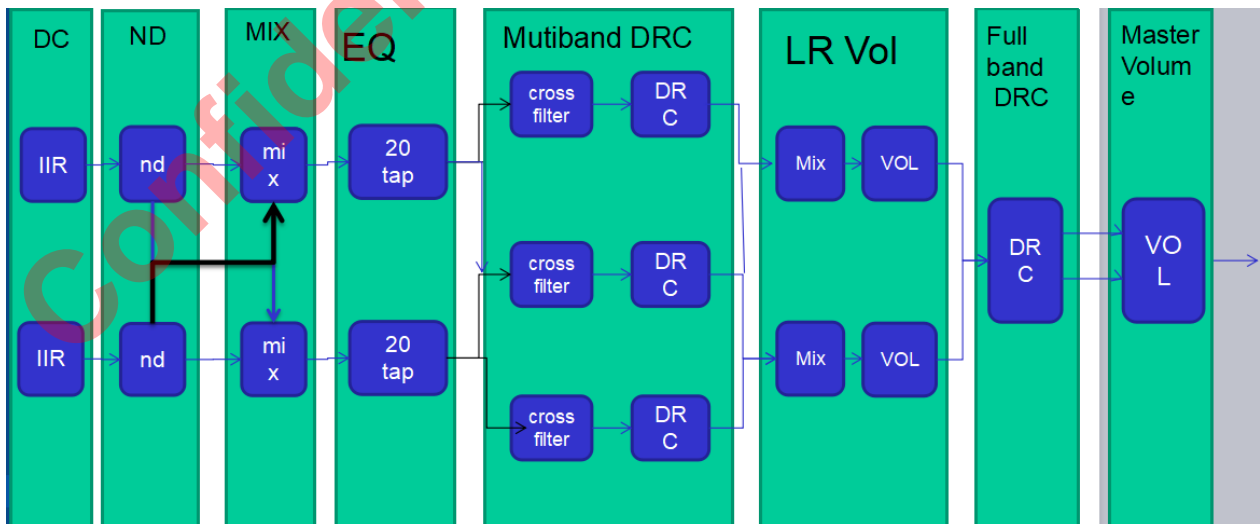 DC
ND
MIX
EQ
Mutiband DRC
LR Vol
Full
band
DRC
Master
Volum
e
Confiden
IIR
nd
mi
x
20
tap
cross
filter
DR
C
Mix
VOL
cross
filter
DR
C
DR
C
VO
L
IIR
nd
mi
x
20
tap
cross
filter
DR
C
Mix
VOL